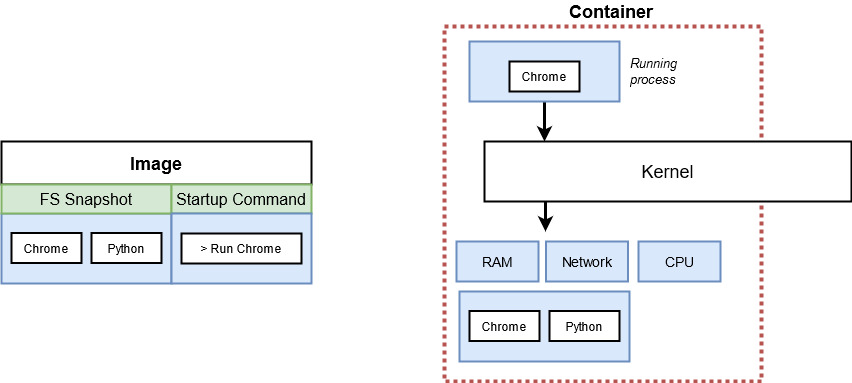 Image
FS Snapshot
Startup Command
Chrome
Python
> Run Chrome
Container
Chrome
Running
process
Kernel
RAM
Network
CPU
Chrome
Python